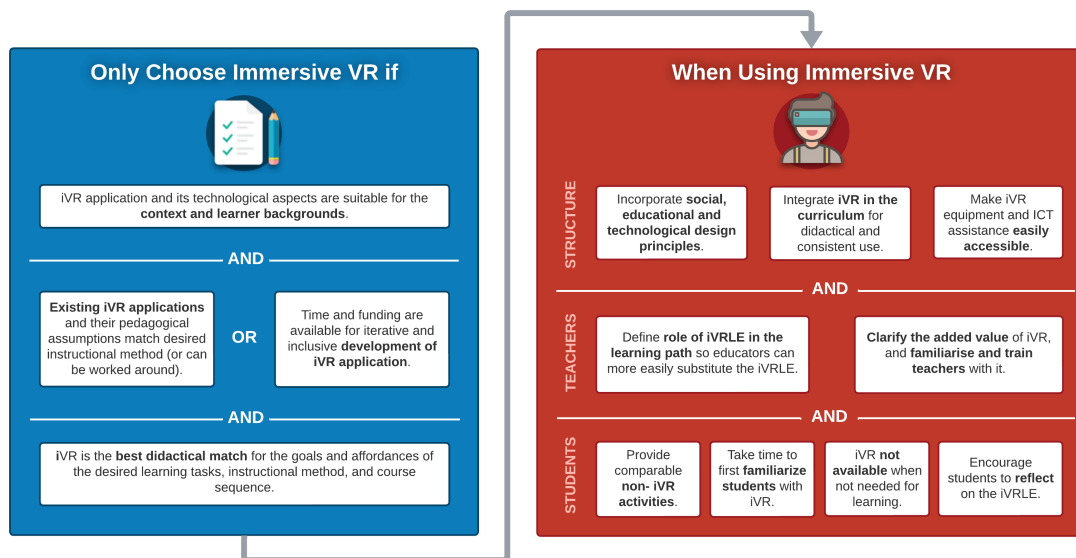 Only Choose Immersive VR if
iVR application and its technological aspects are suitable for the
context and learner backgrounds.
AND
Existing iVR applications
and their pedagogical
assumptions match desired
instructional method (or can
be worked around).
OR
Time and funding are
available for iterative and
inclusive development of
iVR application.
AND
iVR is the best didactical match for the goals and affordances of
the desired learning tasks, instructional method, and course
sequence.
When Using Immersive VR
STRUCTURE
Incorporate social,
educational and
technological design
principles.
Integrate iVR in the
curriculum for
didactical and
consistent use.
Make iVR
equipment and ICT
assistance easily
accessible.
AND
TEACHERS
Define role of iVRLE in the
learning path so educators can
more easily substitute the iVRLE.
Clarify the added value of iVR,
and familiarise and train
teachers with it.
AND
STUDENTS
Provide
comparable
non- iVR
activities.
Take time to
first familiarize
students with
iVR.
iVR not
available when
not needed for
learning.
Encourage
students to reflect
on the iVRLE.